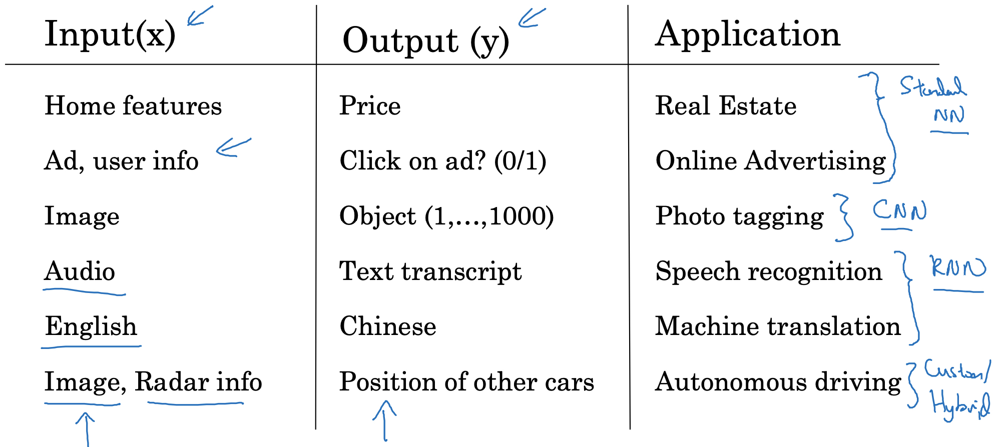 Input(x) Output (y) Application
Home features Price Real Estate Standard
NN
Ad, user info Click on ad? (0/1) Online Advertising
Image Object (1,...,1000) Photo tagging CNN
Audio Text transcript Speech recognition RNN
English Chinese Machine translation
Image, Radar info Position of other cars Autonomous driving Custom/
Hybrid